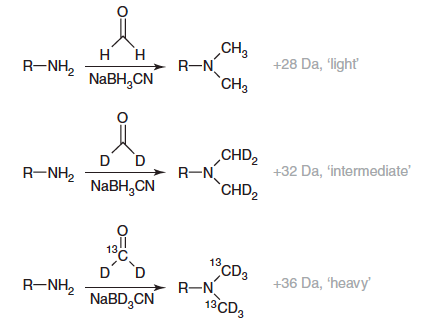 O
H H
R–NH₂ NaBH₃CN R–N CH₃ CH₃ +28 Da, ‘light’
O
D D
R–NH₂ NaBH₃CN R–N CHD₂ CHD₂ +32 Da, ‘intermediate’
O
¹³C
D D
R–NH₂ NaBD₃CN R–N ¹³CD₃ ¹³CD₃ +36 Da, ‘heavy’